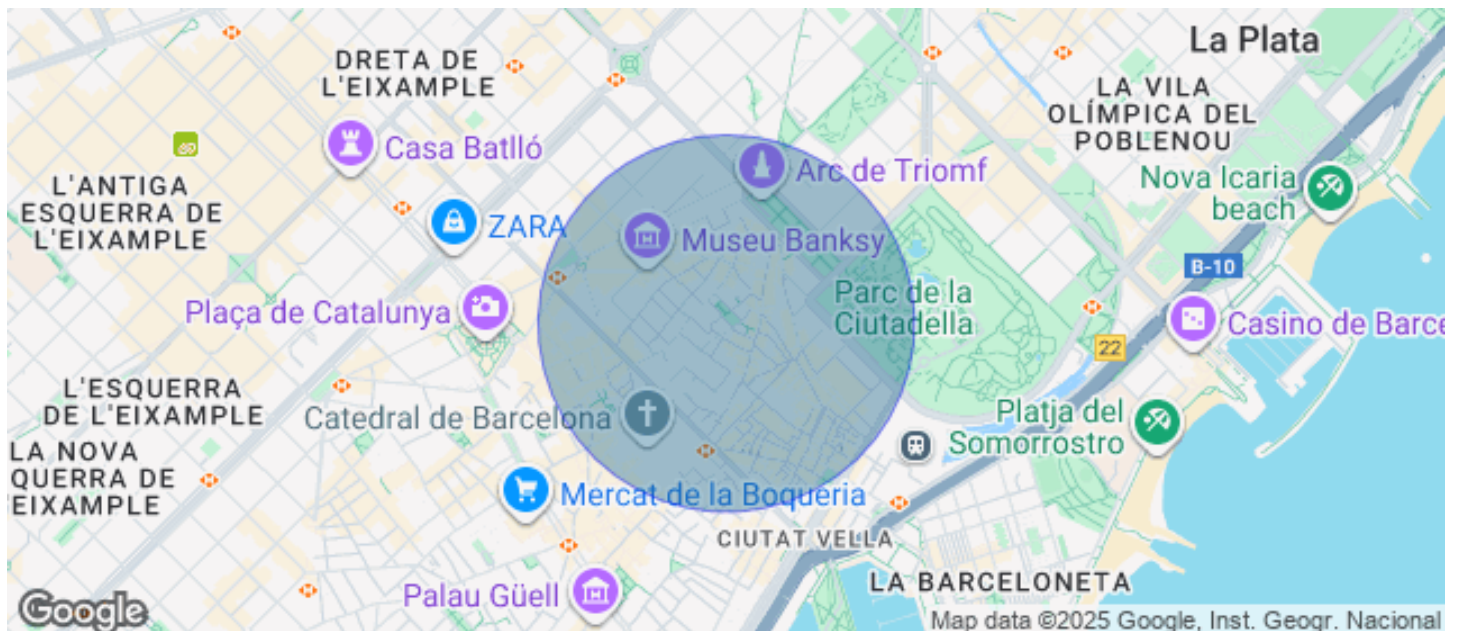 La Plata
DRETA DE
L'EIXAMPLE
LA VILA
OLÍMPICA DEL
POBLENOU
Casa Batlló
Arc de Triomf
Nova Icaria
beach
L'ANTIGA
ESQUERRA DE
L'EIXAMPLE
ZARA
Museu Banksy
B-10
Parc de la
Ciutadella
Plaça de Catalunya
Casino de Barce
22
L'ESQUERRA
DE L'EIXAMPLE
Catedral de Barcelona
Platja del
Somorrostro
LA NOVA
QUERRA DE
EIXAMPLE
Mercat de la Boqueria
CIUTAT VELLA
LA BARCELONETA
Palau Güell
Google
Map data ©2025 Google, Inst. Geogr. Nacional